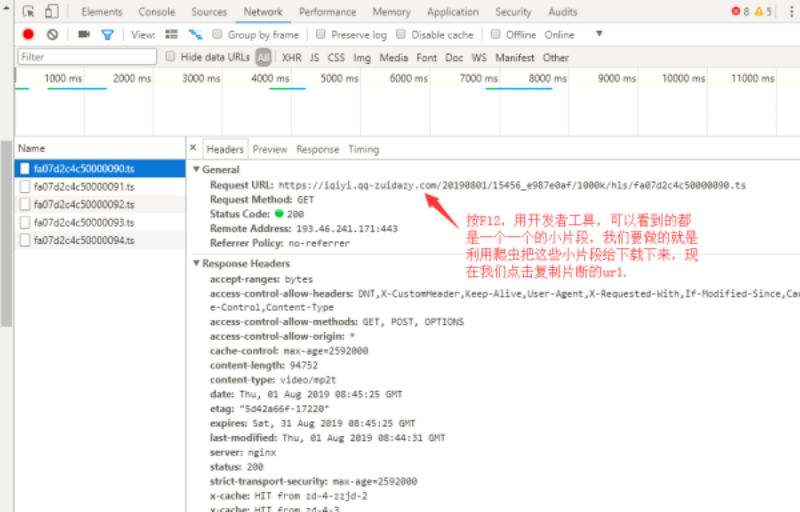 Elements Console Sources Network Performance Memory Application Security Audits 8 5
View: Group by frame Preserve log Disable cache Offline Online
Filter Hide data URLs All XHR JS CSS Img Media Font Doc WS Manifest Other
1000 ms 2000 ms 3000 ms 4000 ms 5000 ms 6000 ms 7000 ms 8000 ms 9000 ms 10000 ms 11000 ms
Name
fa07d2c4c50000090.ts
fa07d2c4c50000091.ts
fa07d2c4c50000092.ts
fa07d2c4c50000093.ts
fa07d2c4c50000094.ts
× Headers Preview Response Timing
General
Request URL: https://iqiyi.qq-zuidazy.com/20190801/15456_e987e0af/1000k/hls/fa07d2c4c50000090.ts
Request Method: GET
Status Code: 200
Remote Address: 193.46.241.171:443
Referrer Policy: no-referrer
按F12，用开发者工具，可以看到的都
是一个一个的小片段，我们要做的就是
利用爬虫把这些小片段给下载下来，现
在我们点击复制片断的url.
Response Headers
accept-ranges: bytes
access-control-allow-headers: DNT,X-CustomHeader,Keep-Alive,User-Agent,X-Requested-With,If-Modified-Since,Cac
e-Control,Content-Type
access-control-allow-methods: GET, POST, OPTIONS
access-control-allow-origin: *
cache-control: max-age=2592000
content-length: 94752
content-type: video/mp2t
date: Thu, 01 Aug 2019 08:45:25 GMT
etag: "5d42a66f-17220"
expires: Sat, 31 Aug 2019 08:45:25 GMT
last-modified: Thu, 01 Aug 2019 08:44:31 GMT
server: nginx
status: 200
strict-transport-security: max-age=2592000
x-cache: HIT from zd-4-zzjd-2
x-cache: HIT from zd-4-3